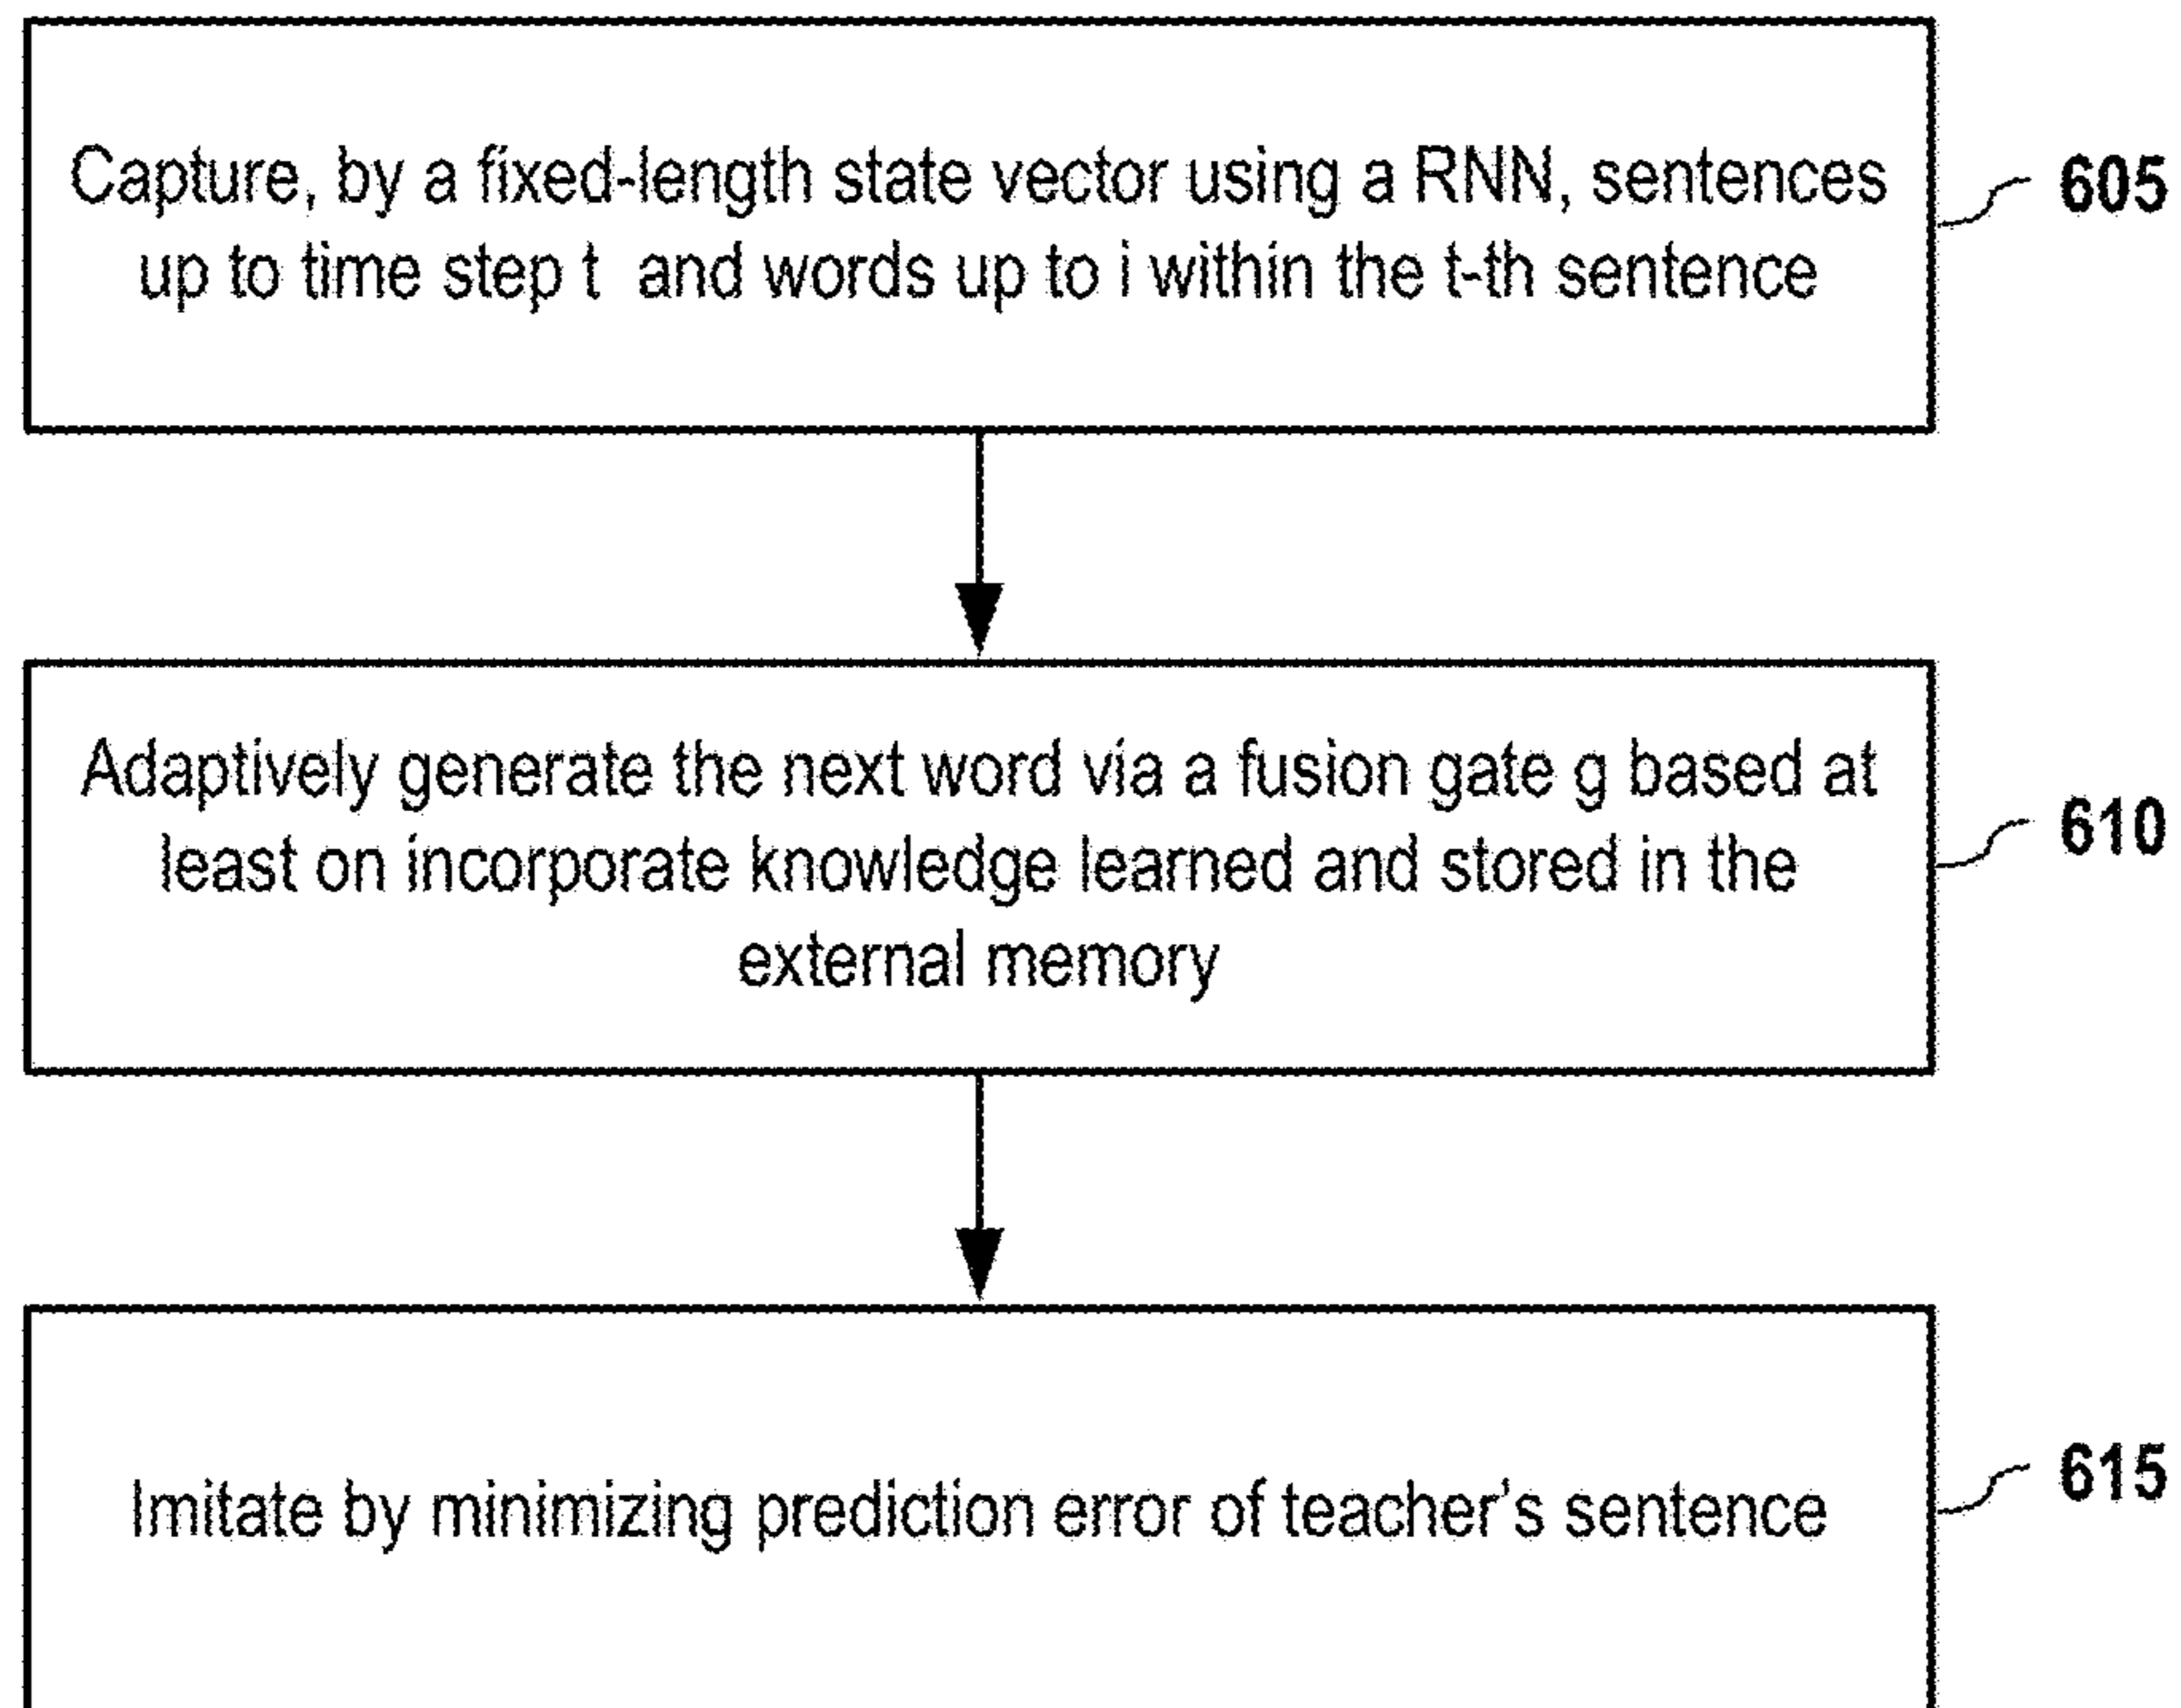 Capture, by a fixed-length state vector using a RNN, sentences
up to time step t and words up to i within the t-th sentence
605
Adaptively generate the next word via a fusion gate g based at
least on incorporate knowledge learned and stored in the
external memory
610
Imitate by minimizing prediction error of teacher's sentence
615